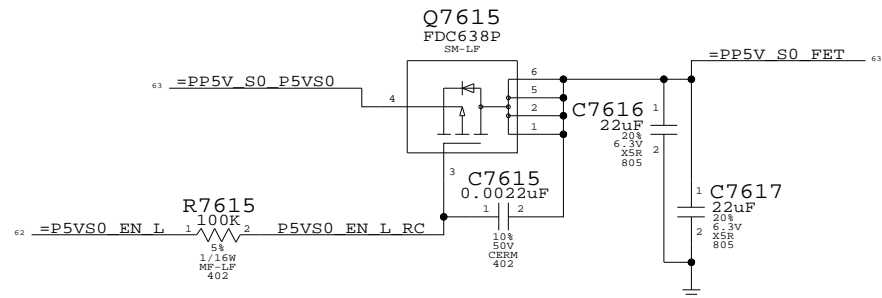 Q7615
FDC638P
SM-LF
63 =PP5V_S0_P5VS0
=PP5V_S0_FET 63
4
6
5
2
1
3
C7616
22uF
20%
6.3V
X5R
805
1
2
C7615
0.0022uF
1 2
10%
50V
CERM
402
C7617
22uF
20%
6.3V
X5R
805
1
2
R7615
100K
1 2
5%
1/16W
MF-LF
402
62 =P5VS0_EN_L
P5VS0_EN_L_RC